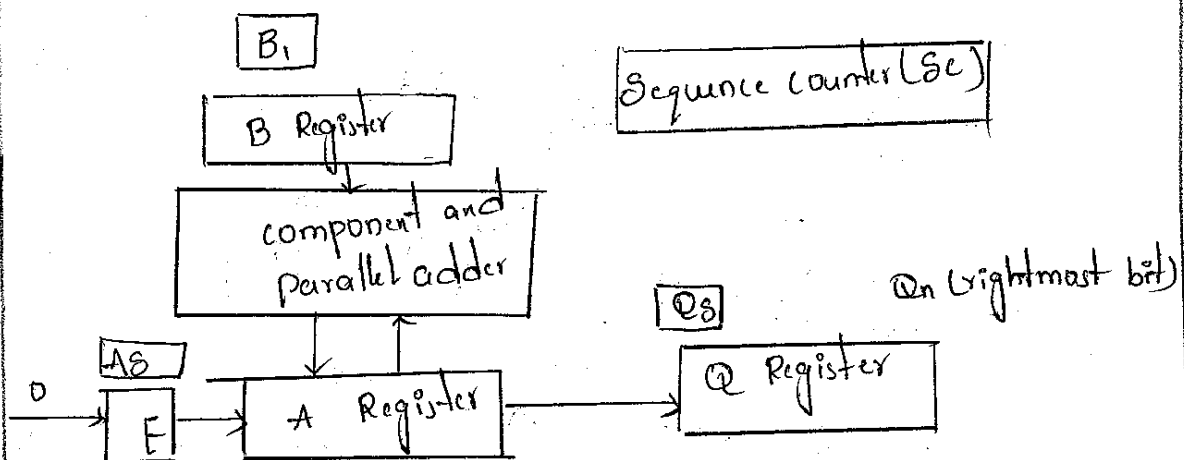 B₁
Sequence counter (Sc)
B Register
component and
parallel adder
Qn (rightmost bit)
Qs
As
Q Register
0
E
A Register